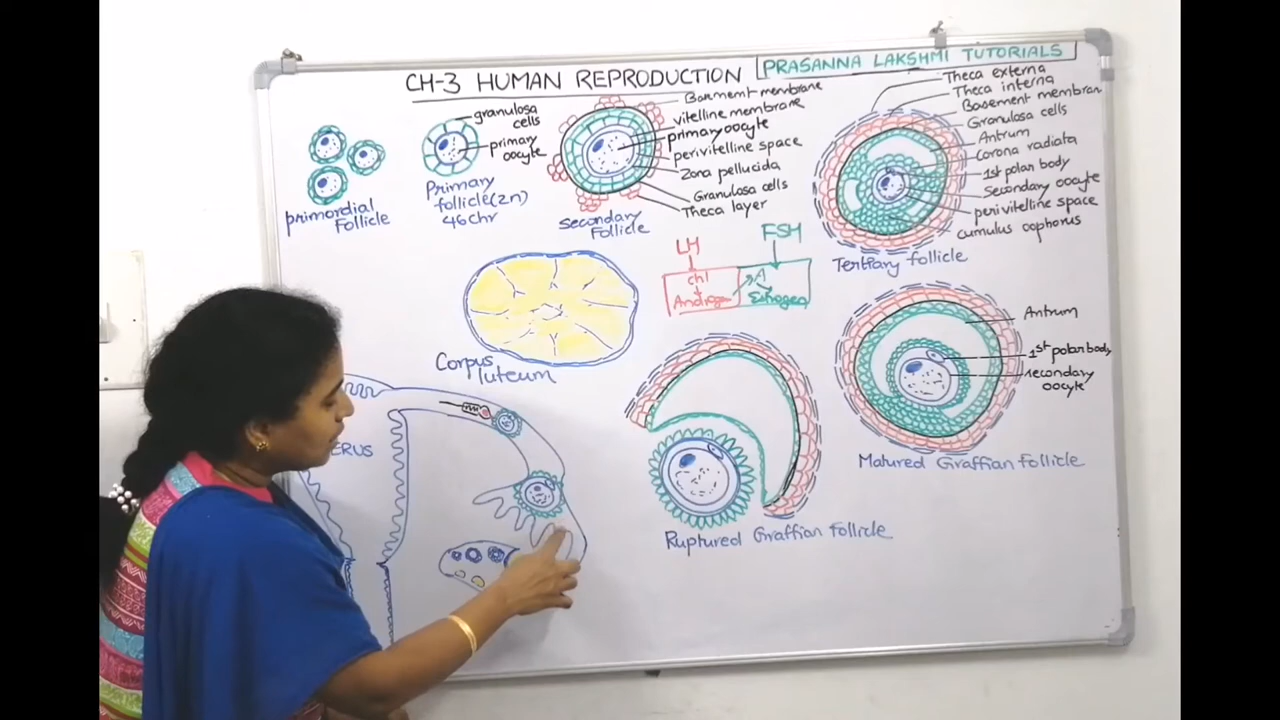 CH-3 HUMAN REPRODUCTION
PRASANNA LAKSHMI TUTORIALS
primordial
Follicle
granulosa
cells
primary
oocyte
Primary
follicle(2n)
46chr
Basement membrane
vitelline membrane
primary oocyte
perivitelline space
Zona pellucida
Granulosa cells
Theca layer
Secondary
Follicle
Theca externa
Theca interna
Basement membran
Granulosa cells
Antrum
Corona radiata
1st polar body
Secondary oocyte
perivitelline space
cumulus oophorus
Tertiary follicle
LH
FSH
chl
A
Androgen
Estrogen
Corpus
luteum
Antrum
1st polar body
secondary
oocyte
Matured Graffian Follicle
Ruptured Graffian Follicle
ERUS